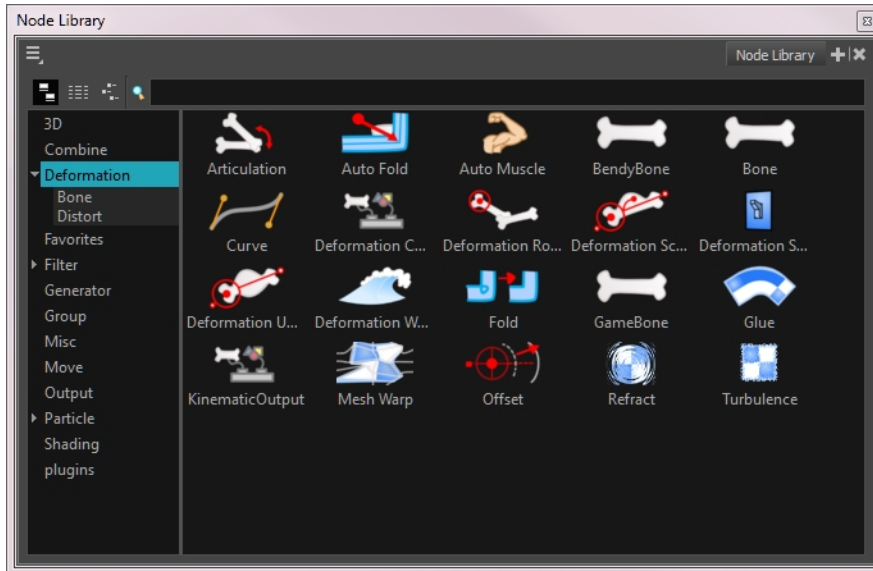 Node Library
Node Library
3D
Combine
Deformation
Bone
Distort
Favorites
Filter
Generator
Group
Misc
Move
Output
Particle
Shading
plugins
Articulation Auto Fold Auto Muscle BendyBone Bone
Curve Deformation C... Deformation Ro... Deformation Sc... Deformation S...
Deformation U... Deformation W... Fold GameBone Glue
KinematicOutput Mesh Warp Offset Refract Turbulence